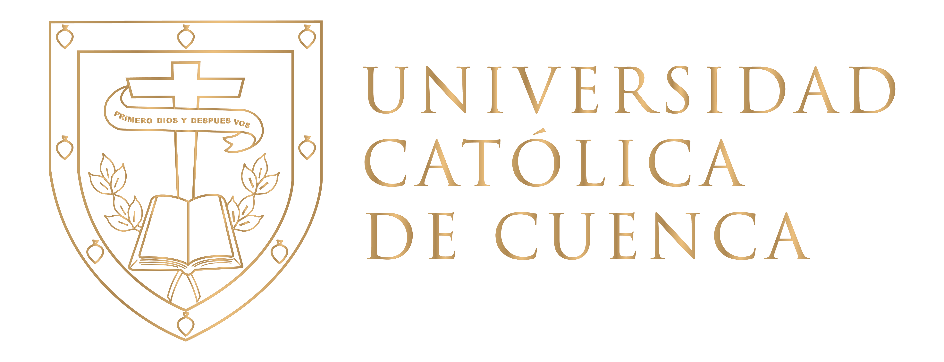 PRIMERO DIOS Y DESPUES VOS
UNIVERSIDAD
CATÓLICA
DE CUENCA